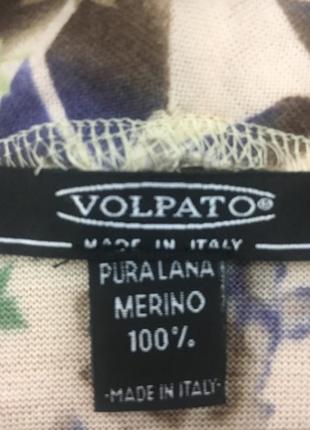 VOLPATO®
MADE IN ITALY
PURA LANA
MERINO
100%
-MADE IN ITALY-